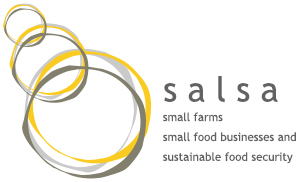 salsa
small farms
small food businesses and
sustainable food security